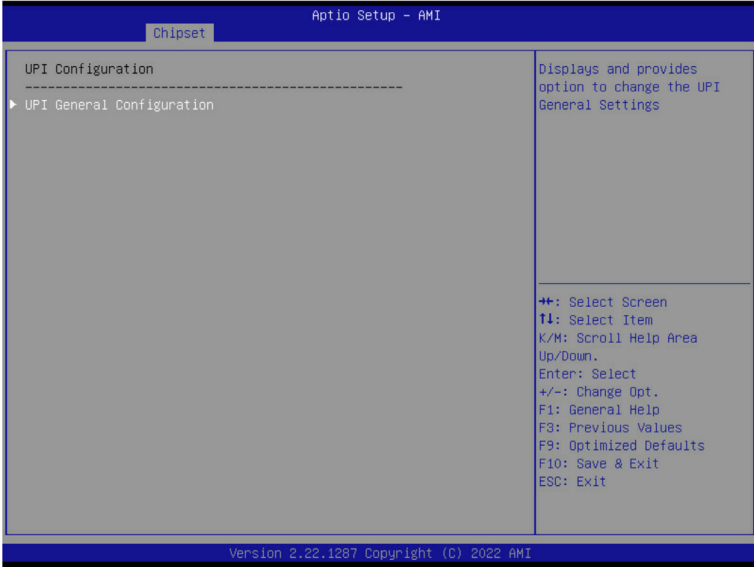 Aptio Setup – AMI
Chipset
UPI Configuration
--------------------------------------------------
▶ UPI General Configuration
Displays and provides
option to change the UPI
General Settings
→←: Select Screen
↑↓: Select Item
K/M: Scroll Help Area
Up/Down.
Enter: Select
+/-: Change Opt.
F1: General Help
F3: Previous Values
F9: Optimized Defaults
F10: Save & Exit
ESC: Exit
Version 2.22.1287 Copyright (C) 2022 AMI